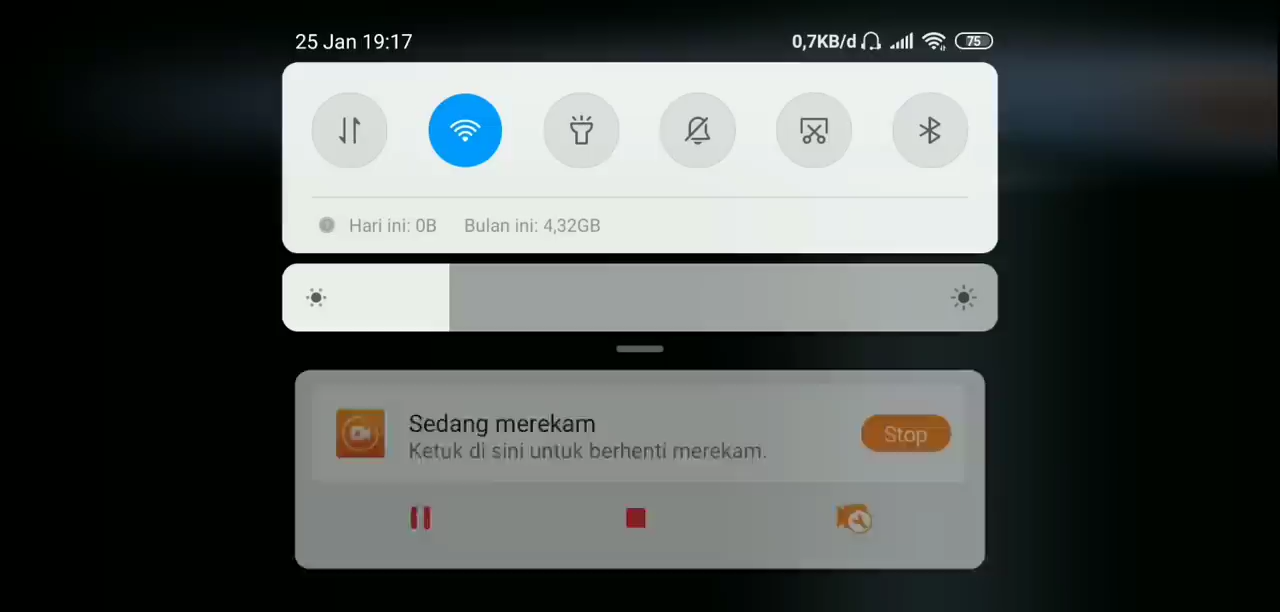 25 Jan 19:17
0,7KB/d
75
Hari ini: 0B Bulan ini: 4,32GB
Sedang merekam
Ketuk di sini untuk berhenti merekam.
Stop